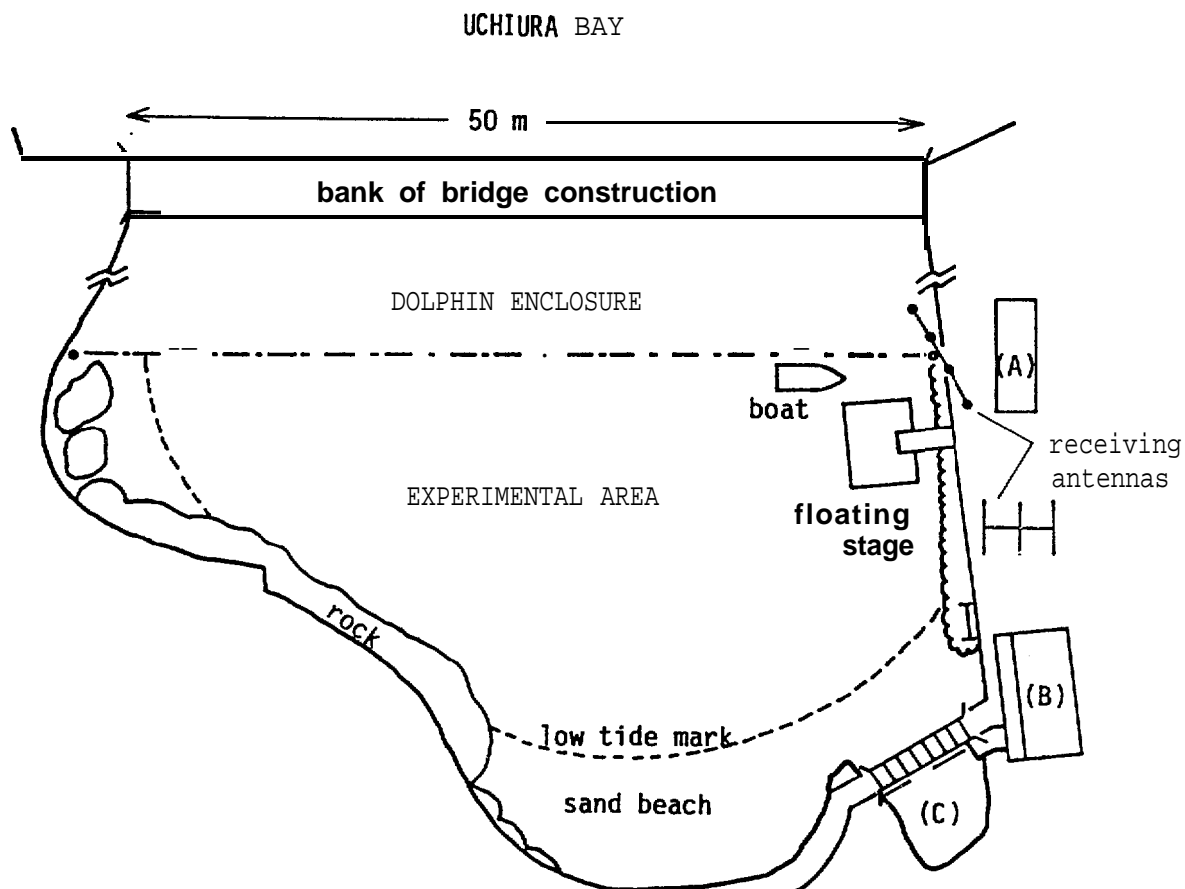 UCHIURA BAY
50 m
bank of bridge construction
DOLPHIN ENCLOSURE
(A)
boat
receiving
antennas
EXPERIMENTAL AREA
floating
stage
rock
(B)
low tide mark
sand beach
(C)